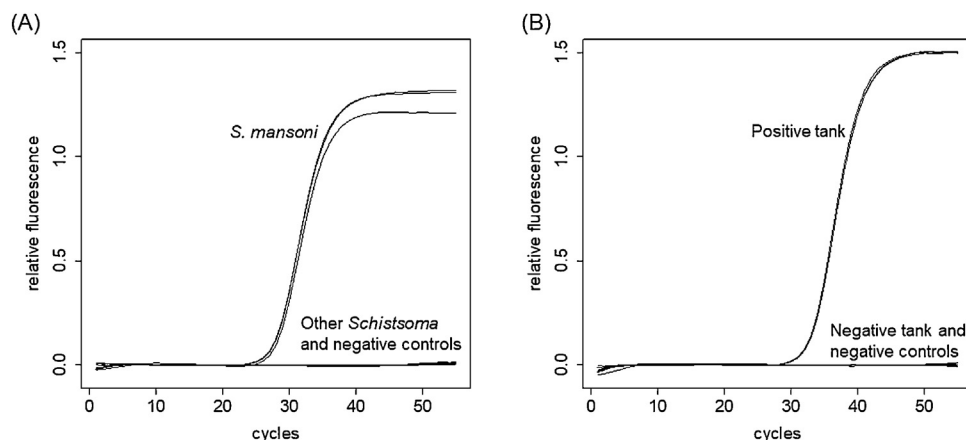 (A)
relative fluorescence
1.5
1.0
0.5
0.0
S. mansoni
Other Schistsoma
and negative controls
0 10 20 30 40 50
cycles
(B)
relative fluorescence
1.5
1.0
0.5
0.0
Positive tank
Negative tank and
negative controls
0 10 20 30 40 50
cycles